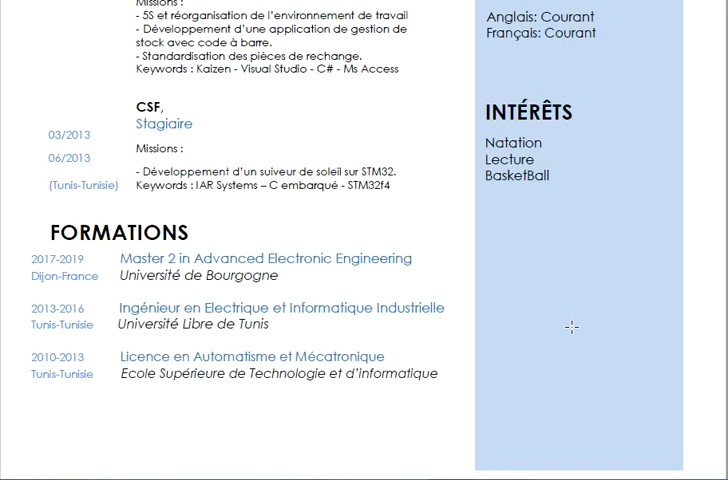 Missions :
- 5S et réorganisation de l'environnement de travail
- Développement d'une application de gestion de
stock avec code à barre.
- Standardisation des pièces de rechange.
Keywords : Kaizen - Visual Studio - C# - Ms Access
CSF,
Stagiaire
03/2013
06/2013
(Tunis-Tunisie)
Missions :
- Développement d'un suiveur de soleil sur STM32.
Keywords : IAR Systems – C embarqué - STM32f4
FORMATIONS
2017-2019 Master 2 in Advanced Electronic Engineering
Dijon-France Université de Bourgogne
2013-2016 Ingénieur en Electrique et Informatique Industrielle
Tunis-Tunisie Université Libre de Tunis
2010-2013 Licence en Automatisme et Mécatronique
Tunis-Tunisie Ecole Supérieure de Technologie et d'informatique
Anglais: Courant
Français: Courant
INTÉRÊTS
Natation
Lecture
BasketBall